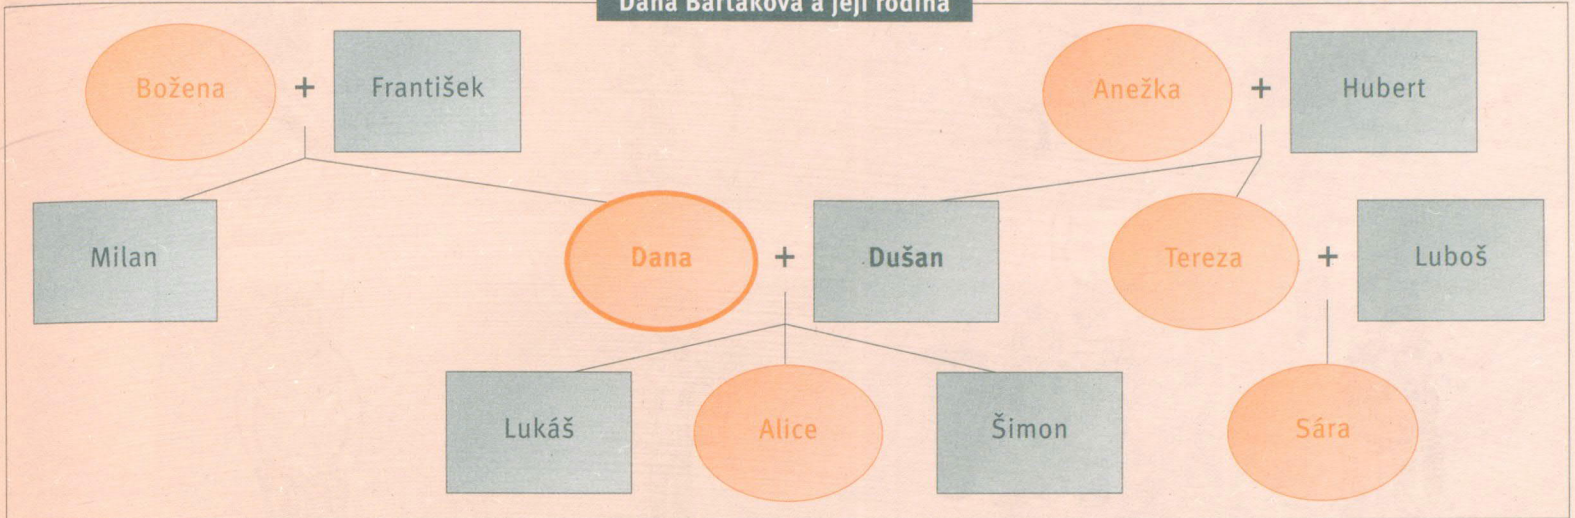 Dana Bartáková a její rodina
Božena + František
Anežka + Hubert
Milan
Dana + Dušan
Tereza + Luboš
Lukáš
Alice
Šimon
Sára